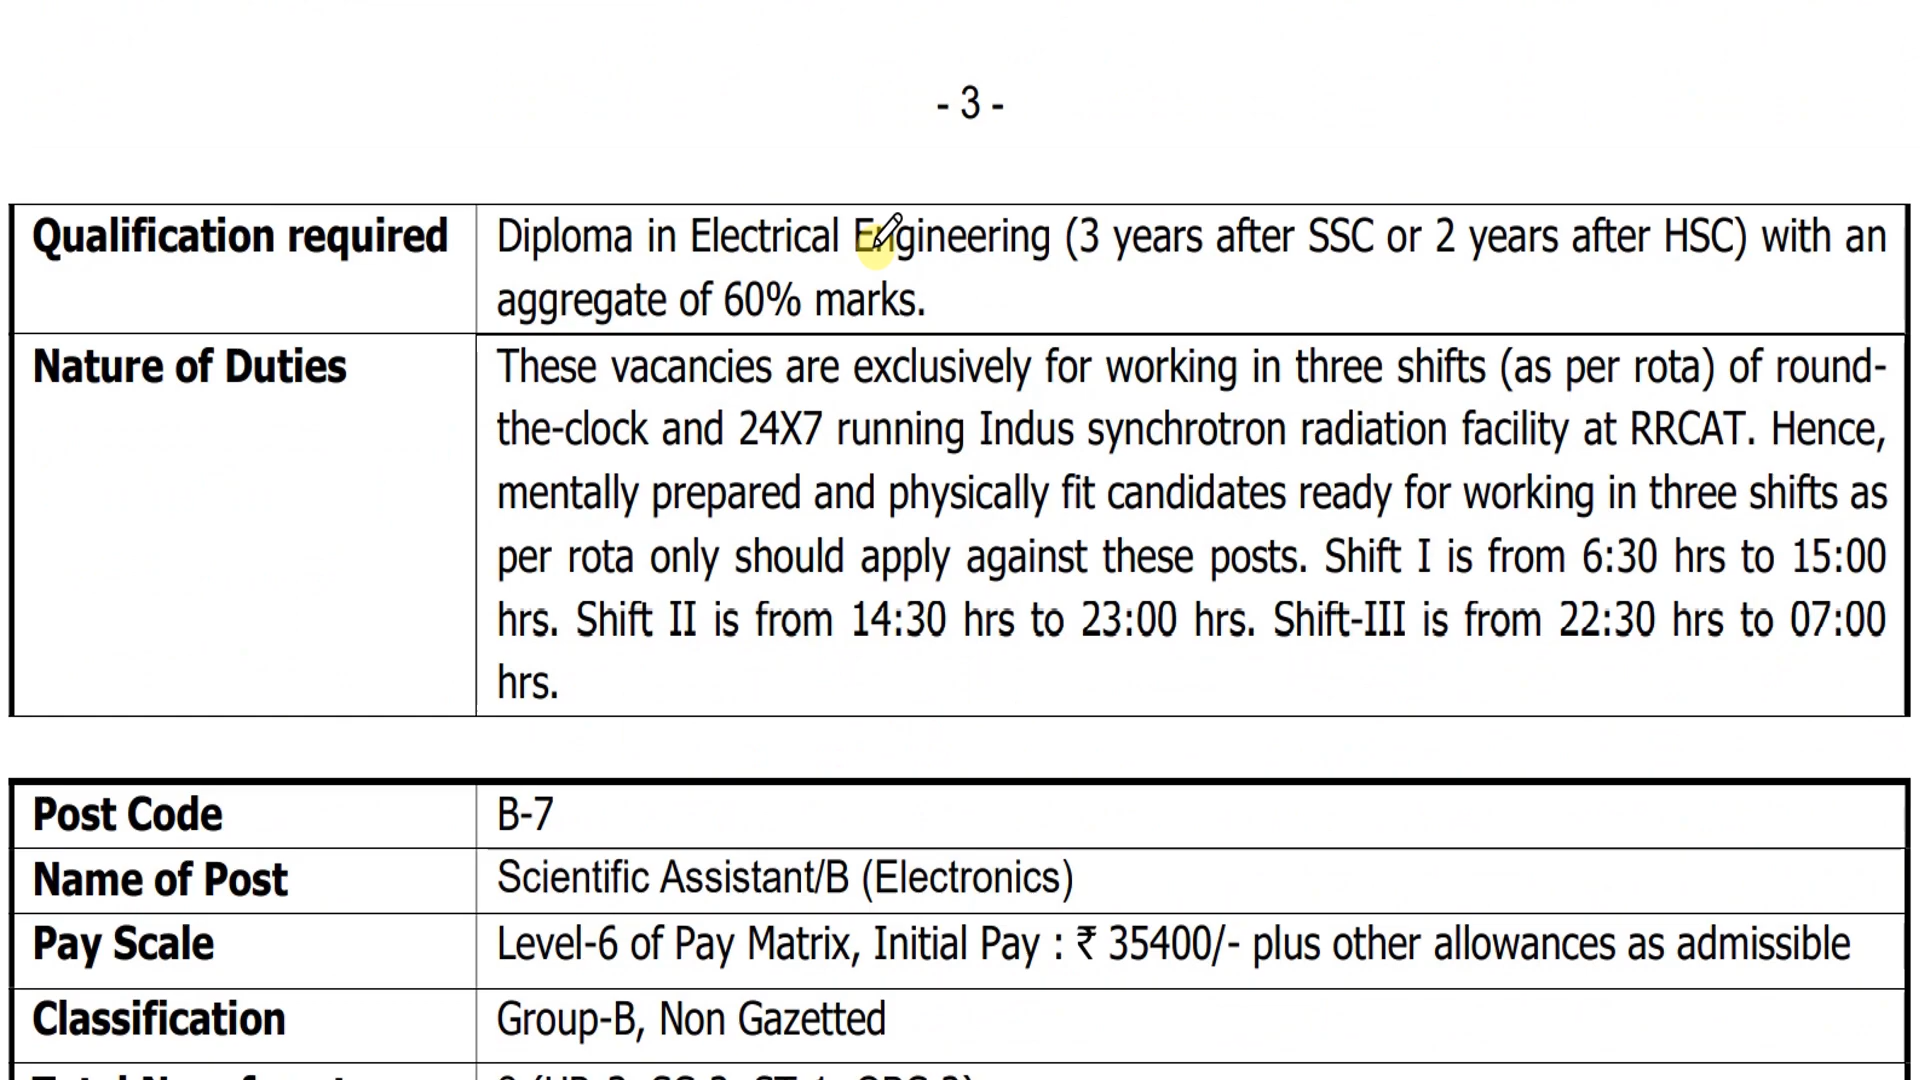 - 3 -
Qualification required
Diploma in Electrical Engineering (3 years after SSC or 2 years after HSC) with an
aggregate of 60% marks.
Nature of Duties
These vacancies are exclusively for working in three shifts (as per rota) of round-
the-clock and 24X7 running Indus synchrotron radiation facility at RRCAT. Hence,
mentally prepared and physically fit candidates ready for working in three shifts as
per rota only should apply against these posts. Shift I is from 6:30 hrs to 15:00
hrs. Shift II is from 14:30 hrs to 23:00 hrs. Shift-III is from 22:30 hrs to 07:00
hrs.
Post Code
B-7
Name of Post
Scientific Assistant/B (Electronics)
Pay Scale
Level-6 of Pay Matrix, Initial Pay : ₹ 35400/- plus other allowances as admissible
Classification
Group-B, Non Gazetted